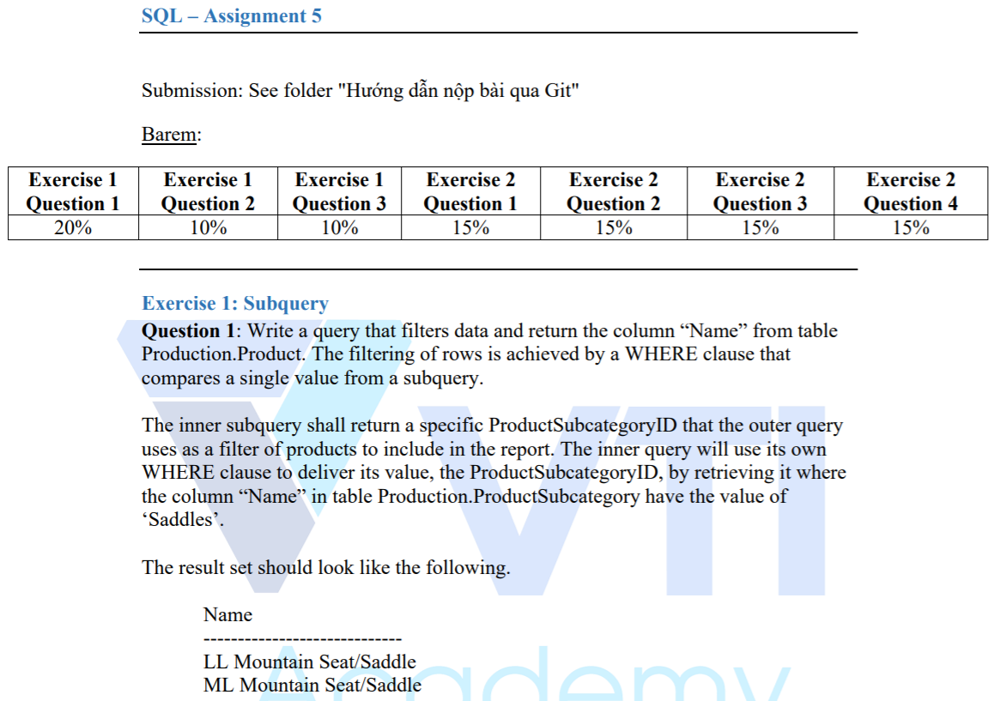 SQL – Assignment 5
Submission: See folder "Hướng dẫn nộp bài qua Git"
Barem:
Exercise 1 Exercise 1 Exercise 1 Exercise 2 Exercise 2 Exercise 2 Exercise 2
Question 1 Question 2 Question 3 Question 1 Question 2 Question 3 Question 4
20% 10% 10% 15% 15% 15% 15%
Exercise 1: Subquery
Question 1: Write a query that filters data and return the column “Name” from table
Production.Product. The filtering of rows is achieved by a WHERE clause that
compares a single value from a subquery.
The inner subquery shall return a specific ProductSubcategoryID that the outer query
uses as a filter of products to include in the report. The inner query will use its own
WHERE clause to deliver its value, the ProductSubcategoryID, by retrieving it where
the column “Name” in table Production.ProductSubcategory have the value of
‘Saddles’.
The result set should look like the following.
Name
-----------------------------
LL Mountain Seat/Saddle
ML Mountain Seat/Saddle
VTI
Academy